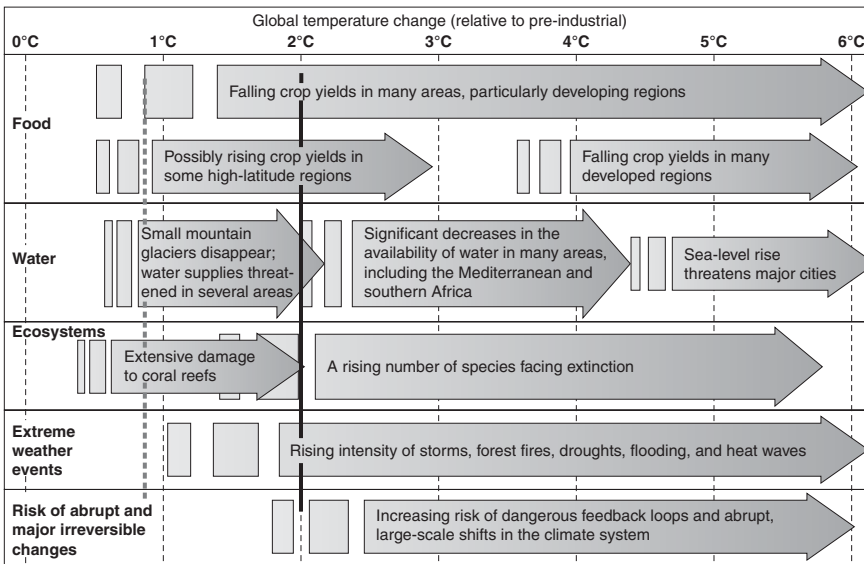 Global temperature change (relative to pre-industrial)
0°C 1°C 2°C 3°C 4°C 5°C 6°C
Food
Falling crop yields in many areas, particularly developing regions
Possibly rising crop yields in
some high-latitude regions
Falling crop yields in many
developed regions
Water
Small mountain
glaciers disappear;
water supplies threat-
ened in several areas
Significant decreases in the
availability of water in many areas,
including the Mediterranean and
southern Africa
Sea-level rise
threatens major cities
Ecosystems
Extensive damage
to coral reefs
A rising number of species facing extinction
Extreme
weather
events
Rising intensity of storms, forest fires, droughts, flooding, and heat waves
Risk of abrupt and
major irreversible
changes
Increasing risk of dangerous feedback loops and abrupt,
large-scale shifts in the climate system